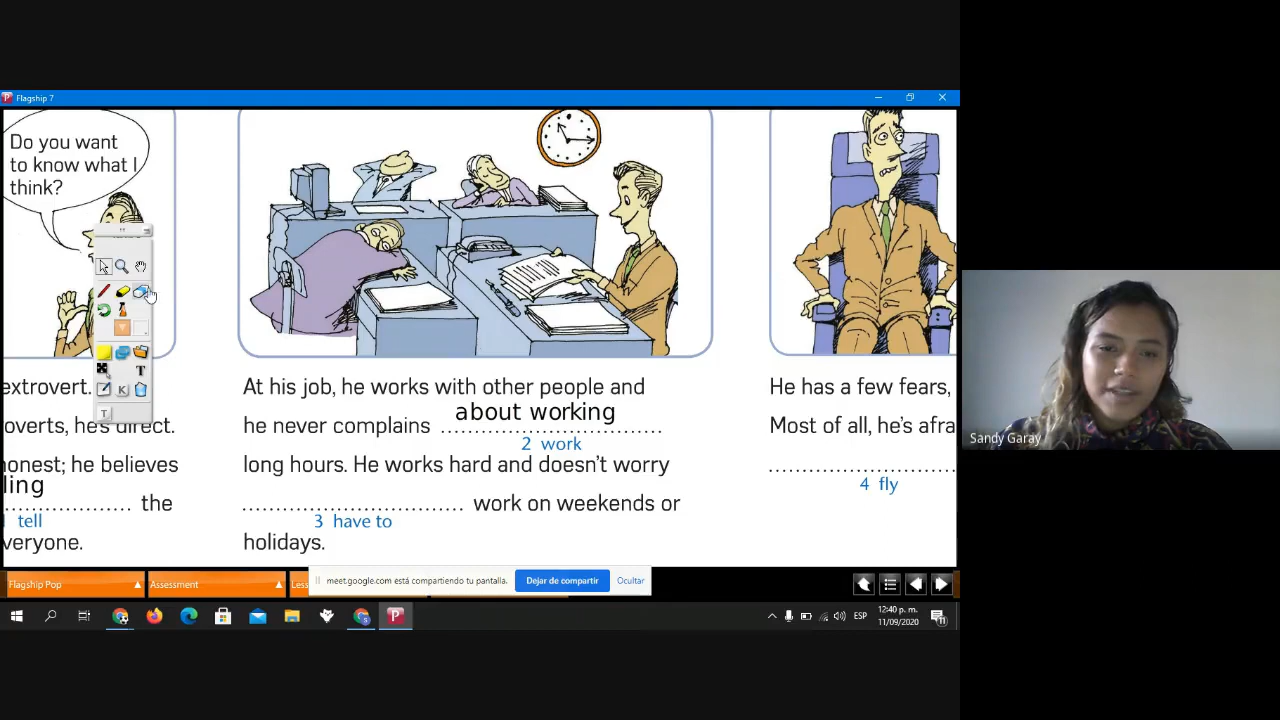 Flagship 7
Do you want
to know what I
think?
extrovert.
overts, he's direct.
honest; he believes
ling
.................... the
1 tell
veryone.
At his job, he works with other people and
about working
he never complains ....................................
2 work
long hours. He works hard and doesn't worry
.................................... work on weekends or
3 have to
holidays.
He has a few fears,
Most of all, he's afra
....................................
4 fly
T
K
T
Sandy Garay
Flagship Pop
Assessment
Less
meet.google.com está compartiendo tu pantalla.
Dejar de compartir
Ocultar
ESP
12:40 p. m.
11/09/2020